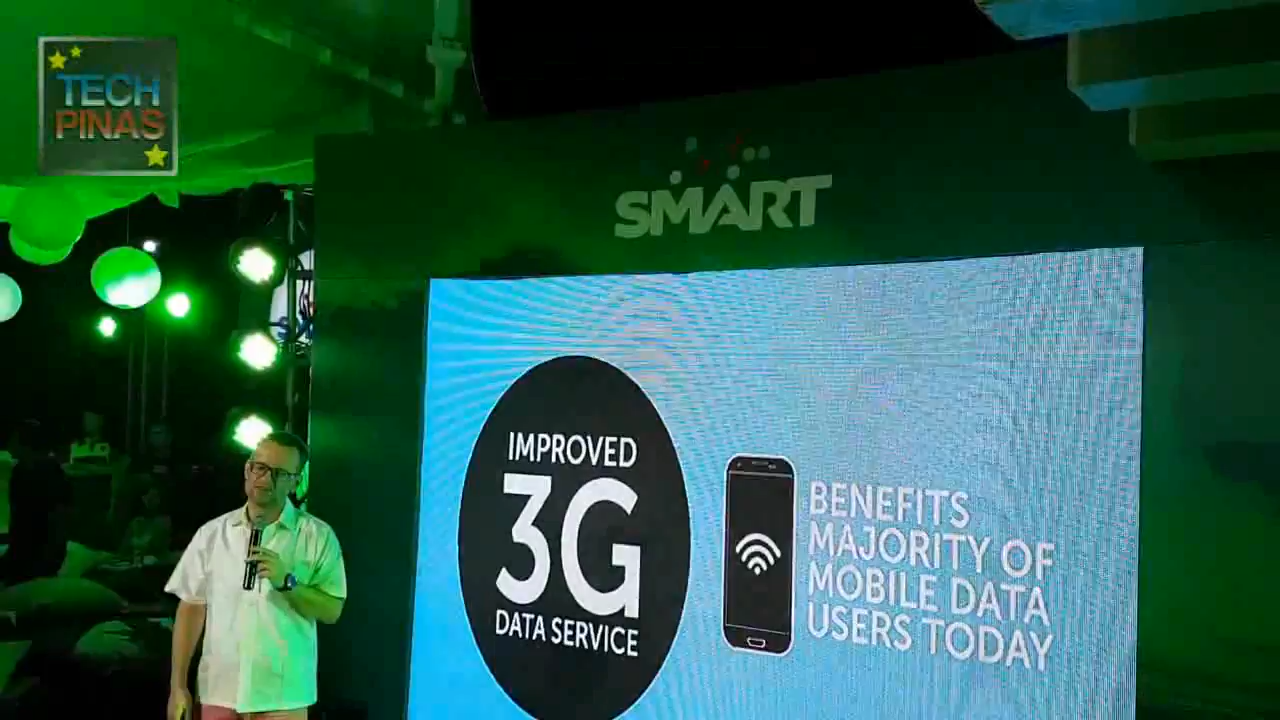 TECH
PINAS
SMART
IMPROVED
3G
DATA SERVICE
BENEFITS
MAJORITY OF
MOBILE DATA
USERS TODAY